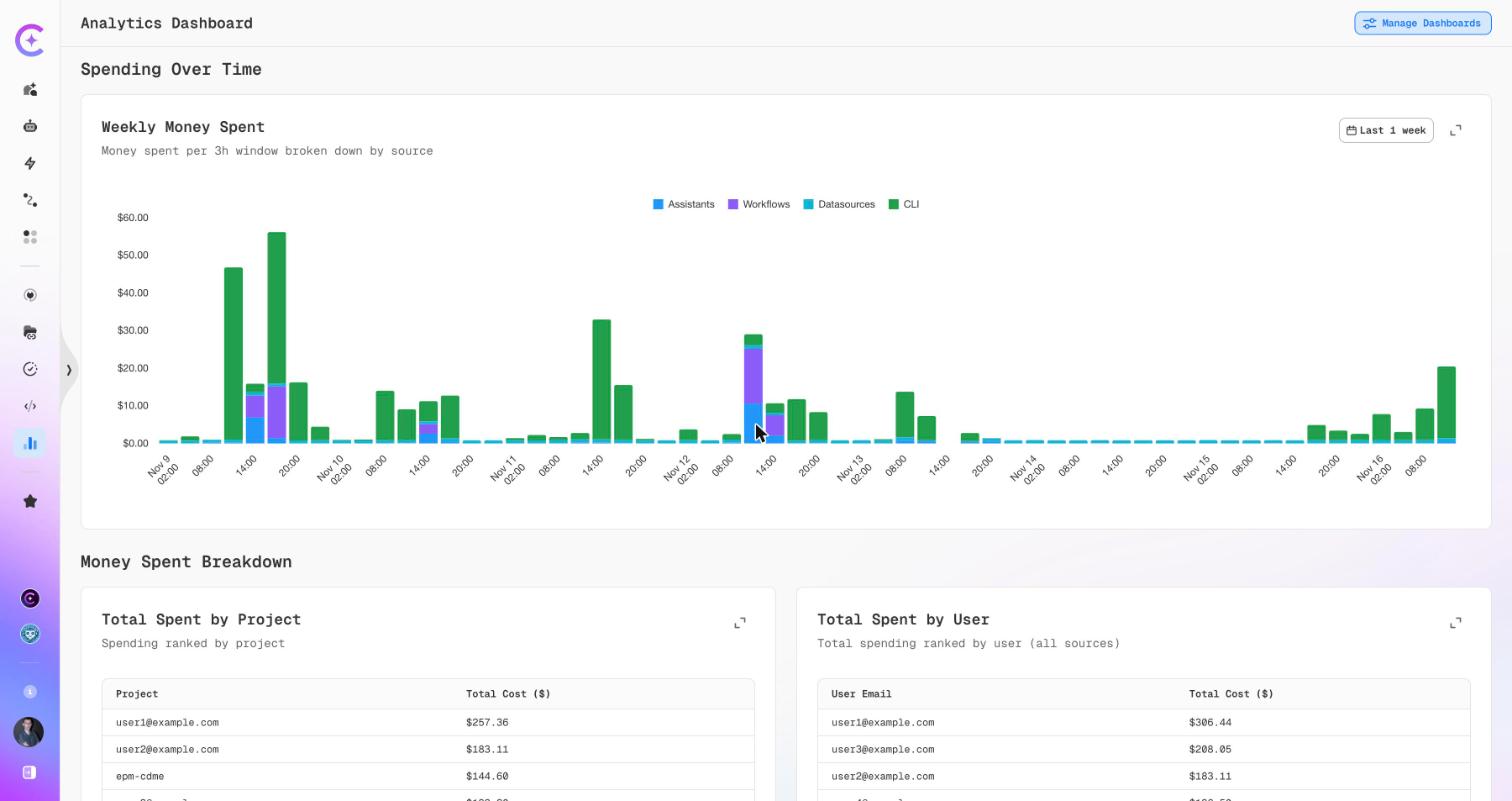 Analytics Dashboard
Manage Dashboards
Spending Over Time
Weekly Money Spent
Last 1 week
Money spent per 3h window broken down by source
Assistants Workflows Datasources CLI
$60.00
$50.00
$40.00
$30.00
$20.00
$10.00
$0.00
Nov 9 02:00
08:00
14:00
20:00
Nov 10 02:00
08:00
14:00
20:00
Nov 11 02:00
08:00
14:00
20:00
Nov 12 02:00
08:00
14:00
20:00
Nov 13 02:00
08:00
14:00
20:00
Nov 14 02:00
08:00
14:00
20:00
Nov 15 02:00
08:00
14:00
20:00
Nov 16 02:00
08:00
Money Spent Breakdown
Total Spent by Project
Spending ranked by project
Project Total Cost ($)
user1@example.com $257.36
user2@example.com $183.11
epm-cdme $144.60
Total Spent by User
Total spending ranked by user (all sources)
User Email Total Cost ($)
user1@example.com $306.44
user3@example.com $208.05
user2@example.com $183.11